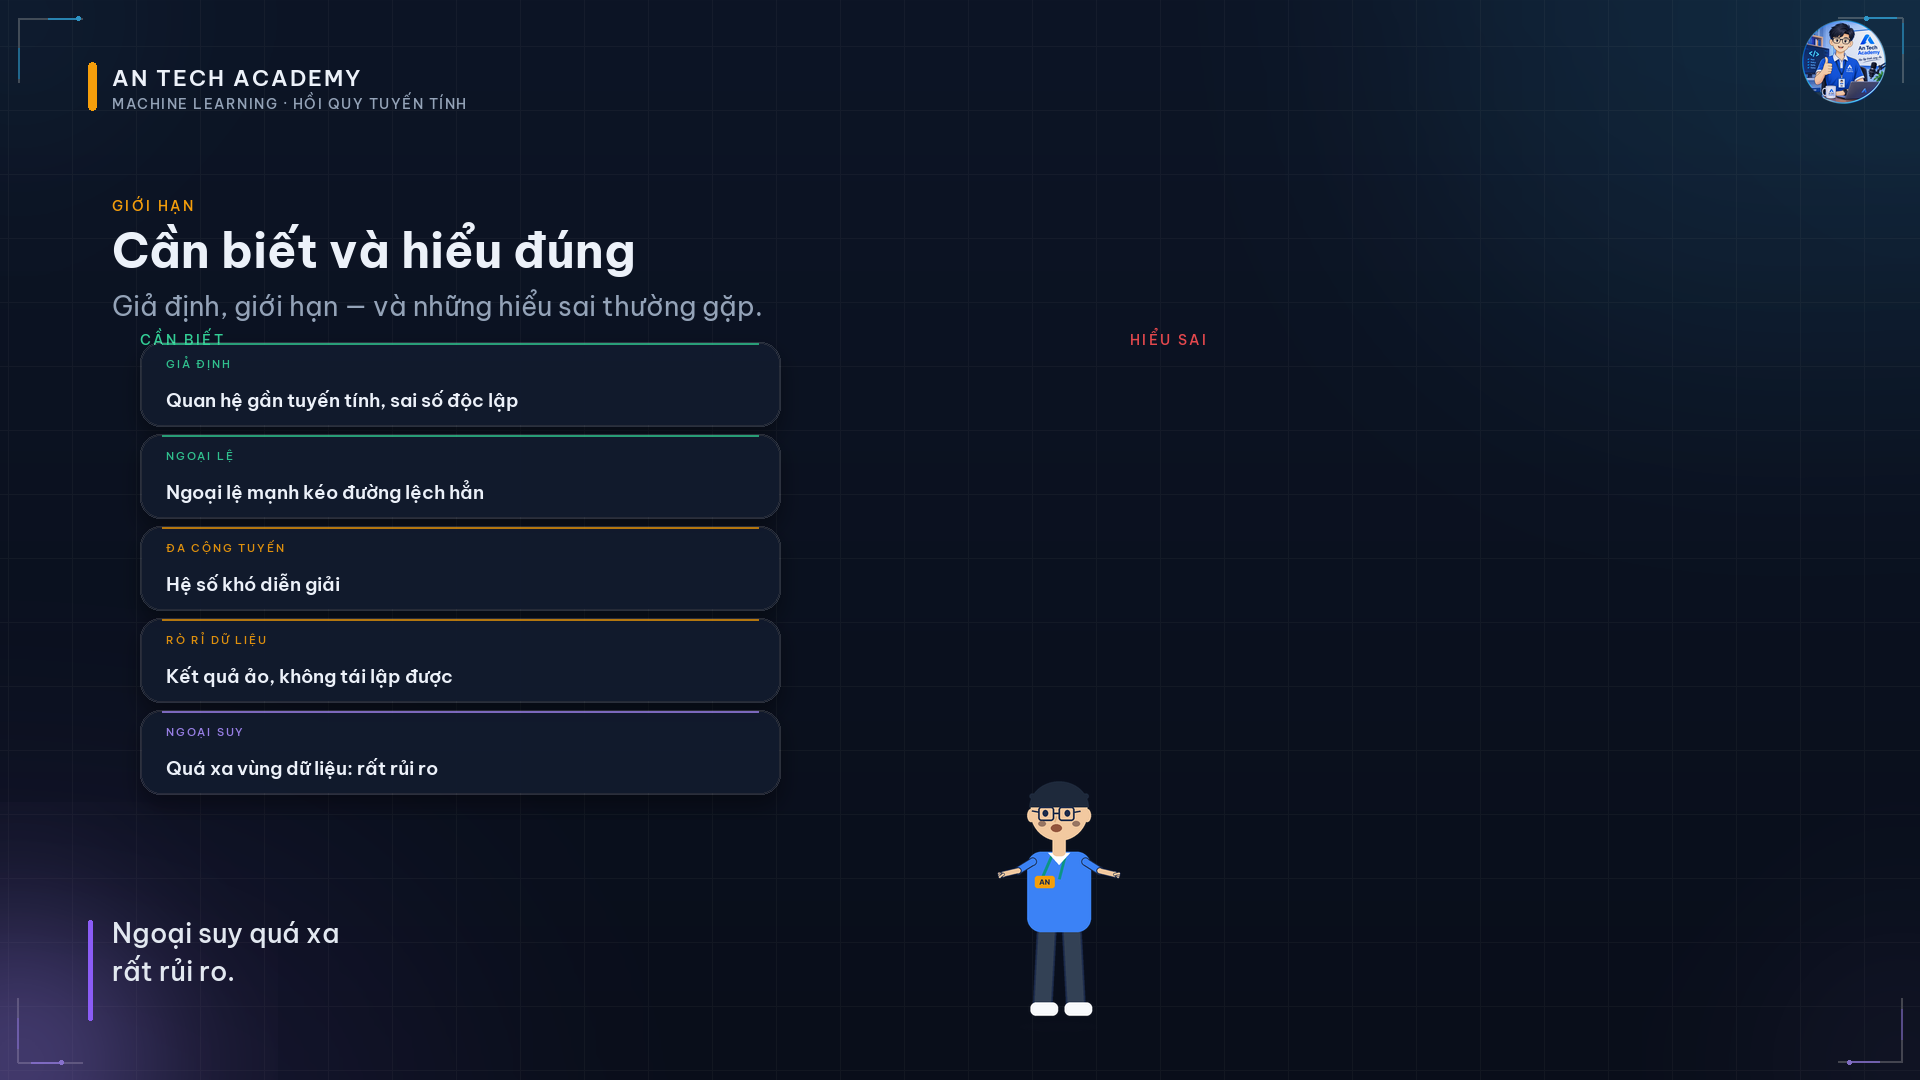 AN TECH ACADEMY
MACHINE LEARNING · HỒI QUY TUYẾN TÍNH
An Tech
Academy
GIỚI HẠN
Cần biết và hiểu đúng
Giả định, giới hạn — và những hiểu sai thường gặp.
CẦN BIẾT
HIỂU SAI
GIẢ ĐỊNH
Quan hệ gần tuyến tính, sai số độc lập
NGOẠI LỆ
Ngoại lệ mạnh kéo đường lệch hẳn
ĐA CỘNG TUYẾN
Hệ số khó diễn giải
RÒ RỈ DỮ LIỆU
Kết quả ảo, không tái lập được
NGOẠI SUY
Quá xa vùng dữ liệu: rất rủi ro
AN
Ngoại suy quá xa
rất rủi ro.